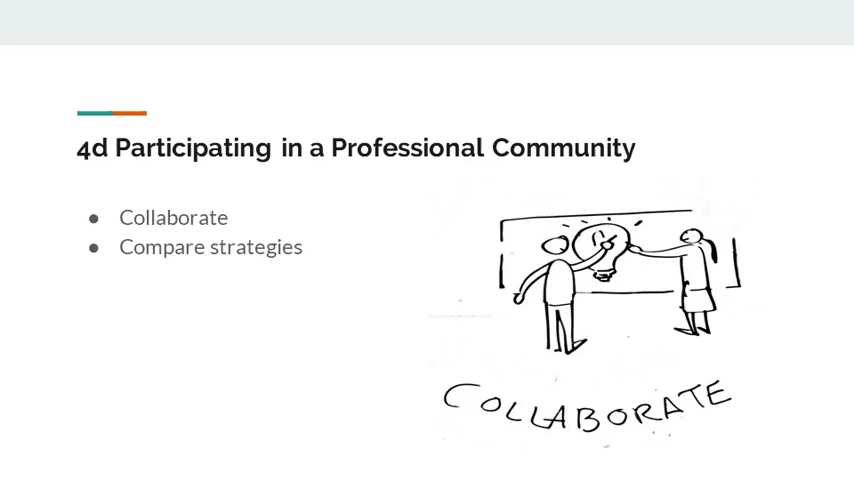 4d Participating in a Professional Community
● Collaborate
● Compare strategies
COLLABORATE